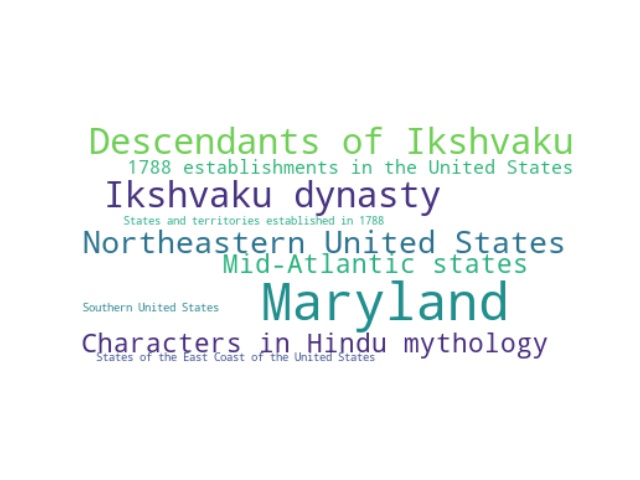 Descendants of Ikshvaku
1788 establishments in the United States
Ikshvaku dynasty
States and territories established in 1788
Northeastern United States
Mid-Atlantic states
Maryland
Southern United States
Characters in Hindu mythology
States of the East Coast of the United States